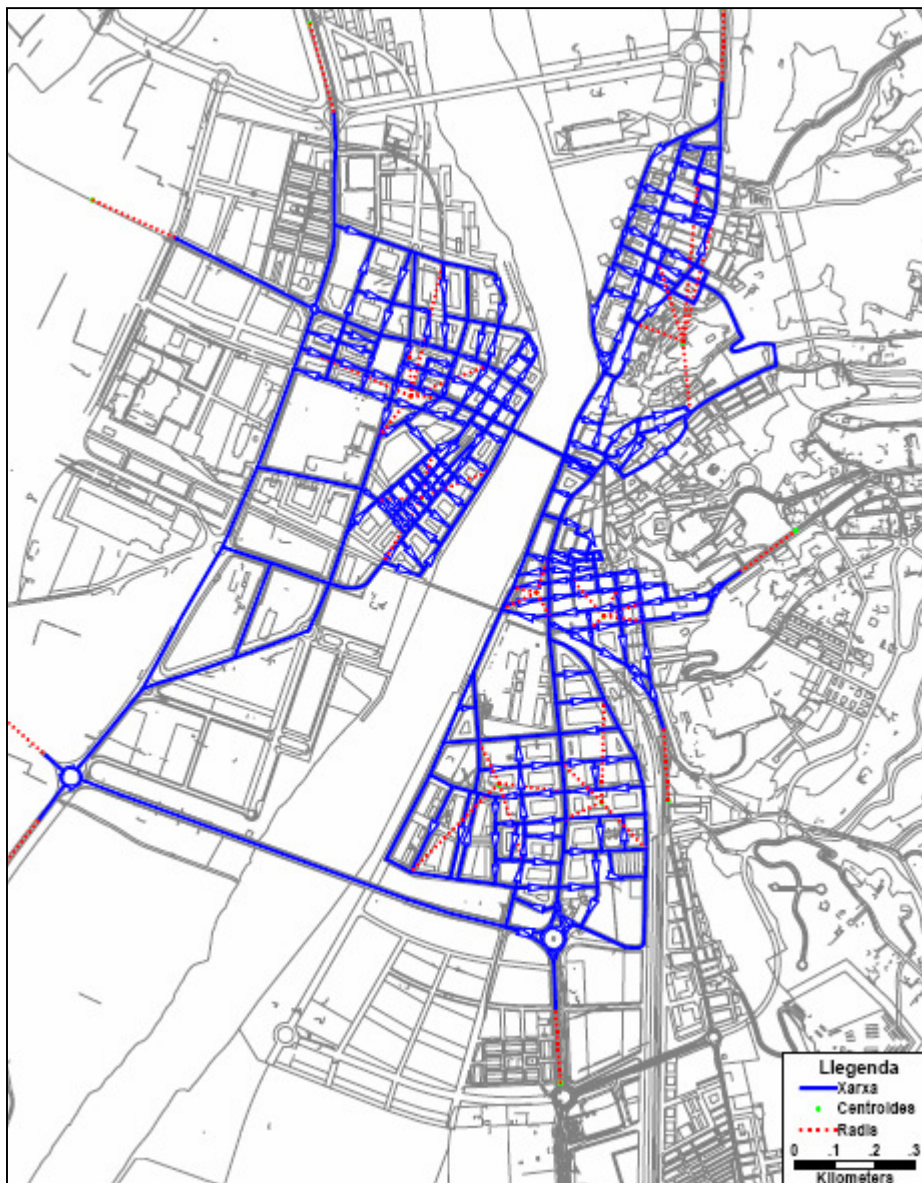 Llegenda
Xarxa
Centroides
Radis
0 .1 .2 .3
Kilometers